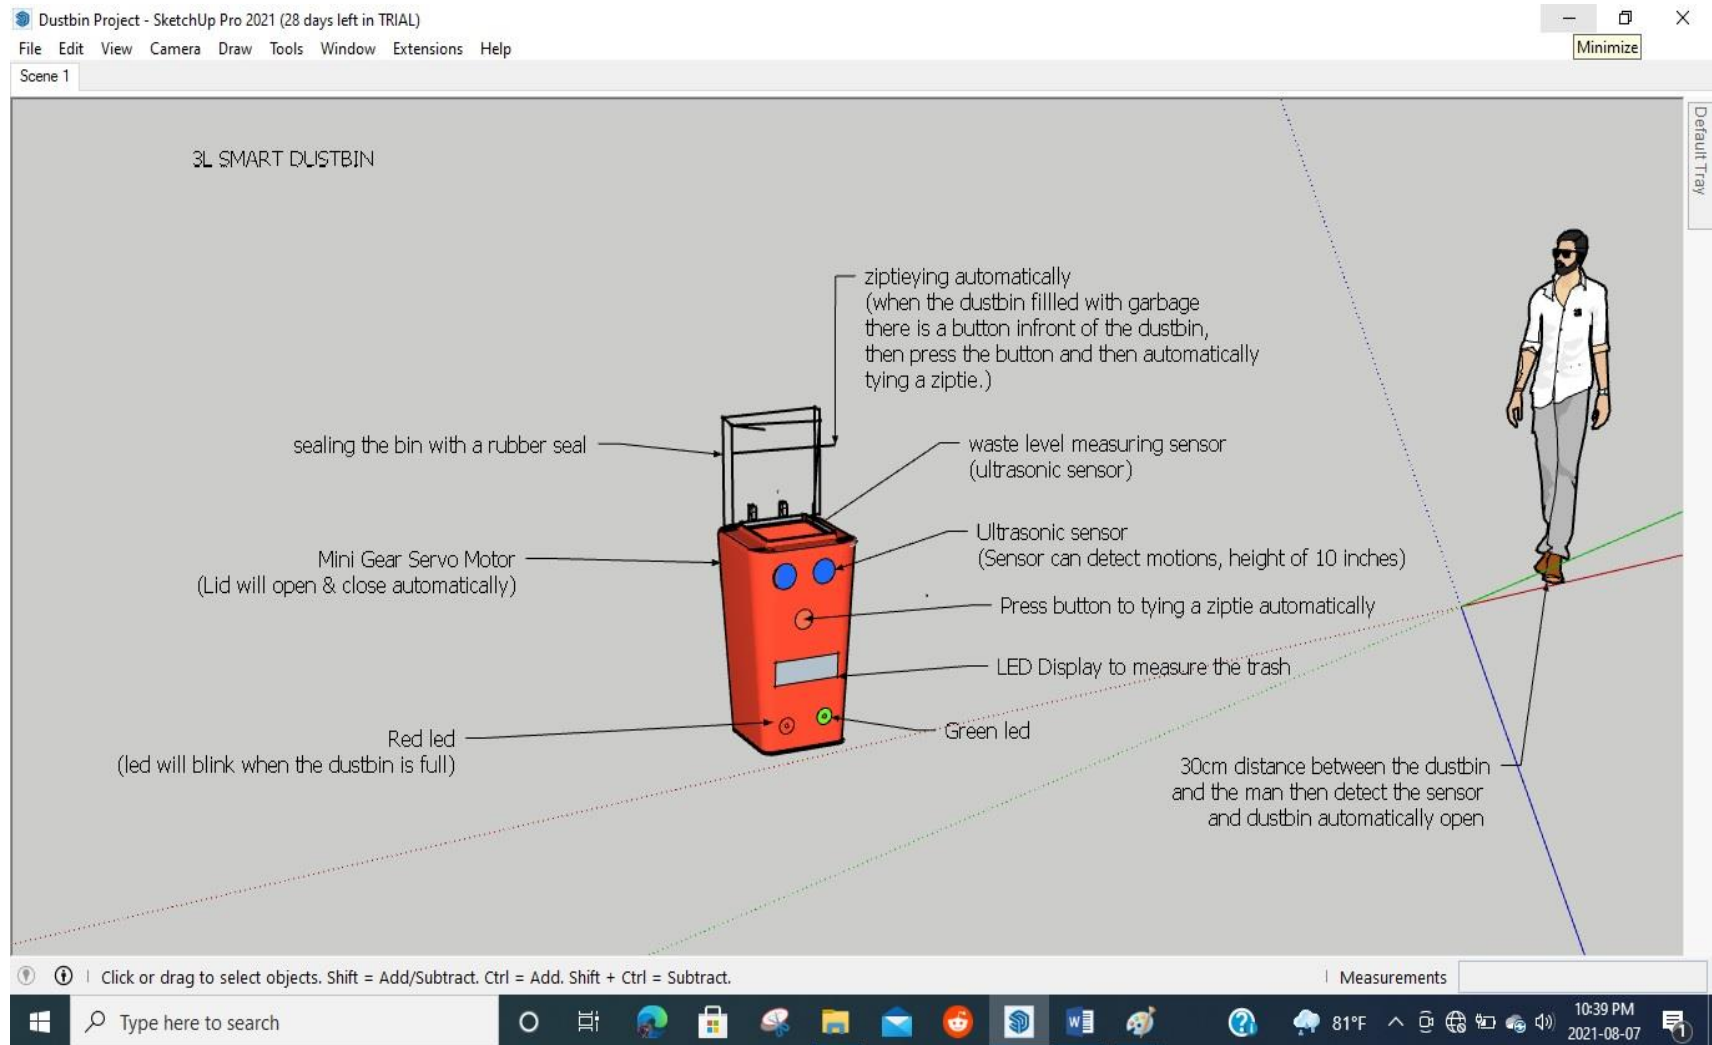 Dustbin Project - SketchUp Pro 2021 (28 days left in TRIAL)
File Edit View Camera Draw Tools Window Extensions Help
Minimize
Scene 1
Default Tray
3L SMART DUSTBIN
ziptieying automatically
(when the dustbin fillled with garbage
there is a button infront of the dustbin,
then press the button and then automatically
tying a ziptie.)
sealing the bin with a rubber seal
waste level measuring sensor
(ultrasonic sensor)
Ultrasonic sensor
(Sensor can detect motions, height of 10 inches)
Mini Gear Servo Motor
(Lid will open & close automatically)
Press button to tying a ziptie automatically
LED Display to measure the trash
Red led
(led will blink when the dustbin is full)
Green led
30cm distance between the dustbin
and the man then detect the sensor
and dustbin automatically open
Click or drag to select objects. Shift = Add/Subtract. Ctrl = Add. Shift + Ctrl = Subtract.
Measurements
Type here to search
81°F
10:39 PM
2021-08-07
1